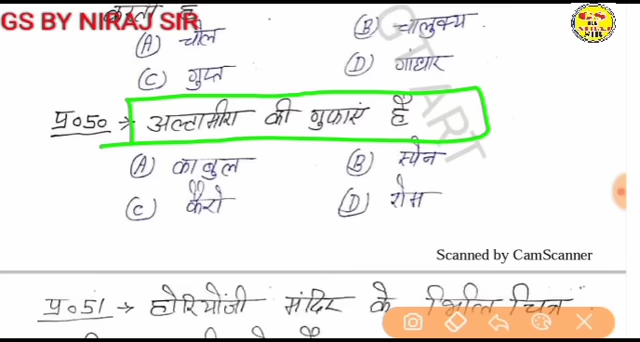 GS BY NIRAJ SIR
(A) चोल (B) चालुक्य
(C) गुप्त (D) गांधार
प्र०50 → अल्तामीरा की गुफाएं है
(A) काबुल (B) स्पेन
(C) कैरो (D) रोम
Scanned by CamScanner
प्र०51 → होरियोंजी मंदिर के भित्ति चित्र